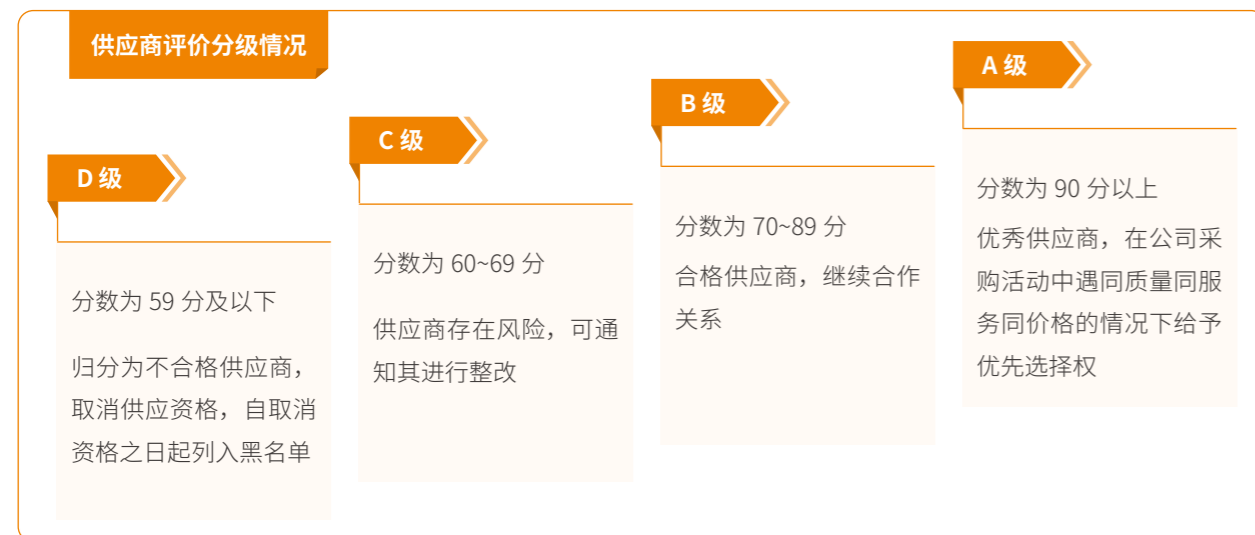 供应商评价分级情况
D 级
分数为 59 分及以下
归分为不合格供应商，
取消供应资格，自取消
资格之日起列入黑名单
C 级
分数为 60~69 分
供应商存在风险，可通
知其进行整改
B 级
分数为 70~89 分
合格供应商，继续合作
关系
A 级
分数为 90 分以上
优秀供应商，在公司采
购活动中遇同质量同服
务同价格的情况下给予
优先选择权